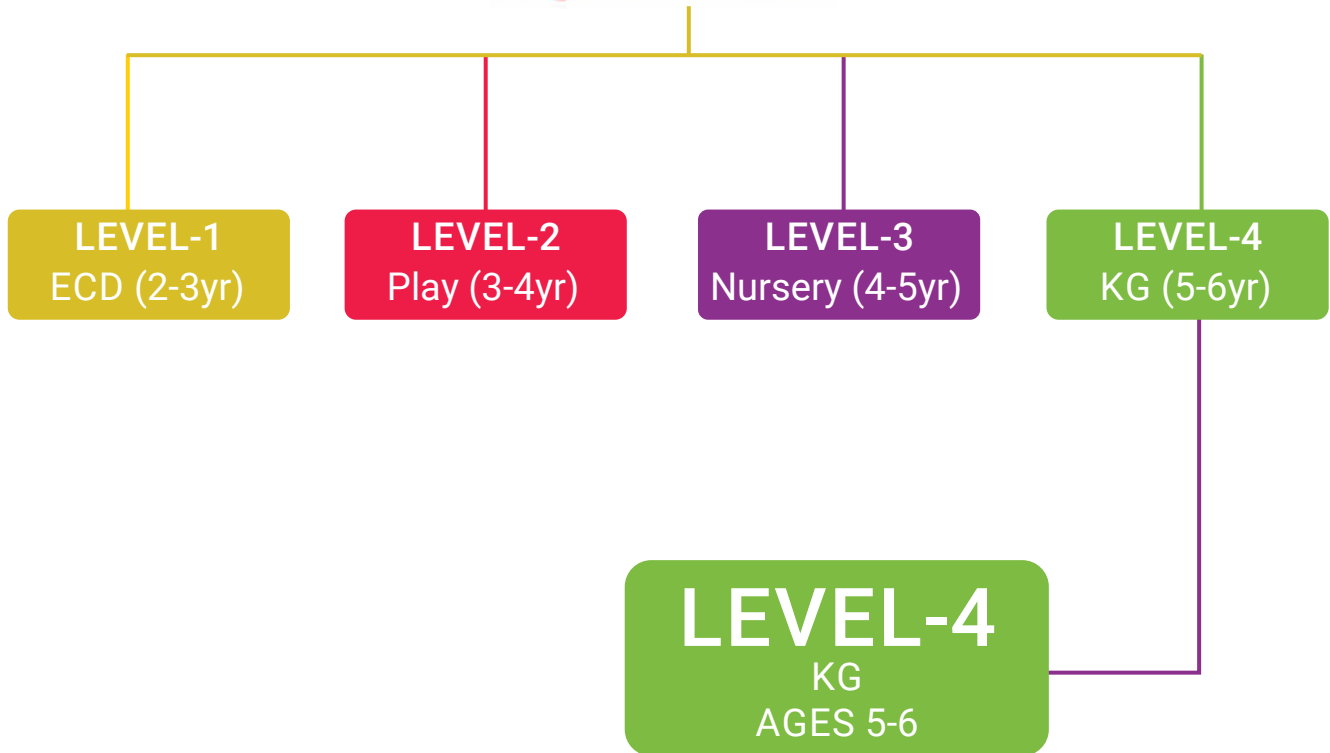 LEVEL-1
ECD (2-3yr)
LEVEL-2
Play (3-4yr)
LEVEL-3
Nursery (4-5yr)
LEVEL-4
KG (5-6yr)
LEVEL-4
KG
AGES 5-6